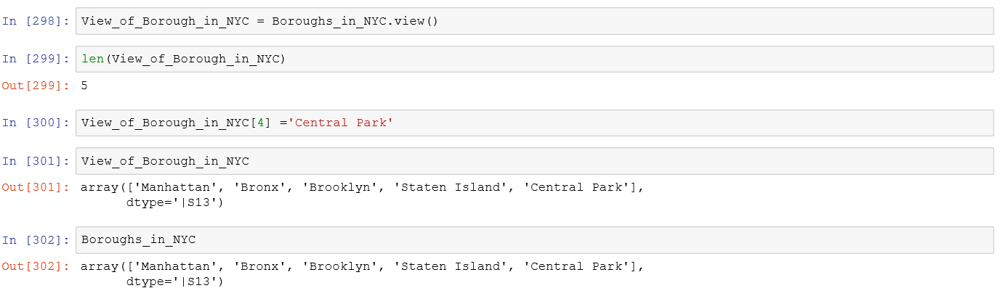 In [298]: View_of_Borough_in_NYC = Boroughs_in_NYC.view()
In [299]: len(View_of_Borough_in_NYC)
Out[299]: 5
In [300]: View_of_Borough_in_NYC[4] ='Central Park'
In [301]: View_of_Borough_in_NYC
Out[301]: array(['Manhattan', 'Bronx', 'Brooklyn', 'Staten Island', 'Central Park'],
dtype='|S13')
In [302]: Boroughs_in_NYC
Out[302]: array(['Manhattan', 'Bronx', 'Brooklyn', 'Staten Island', 'Central Park'],
dtype='|S13')